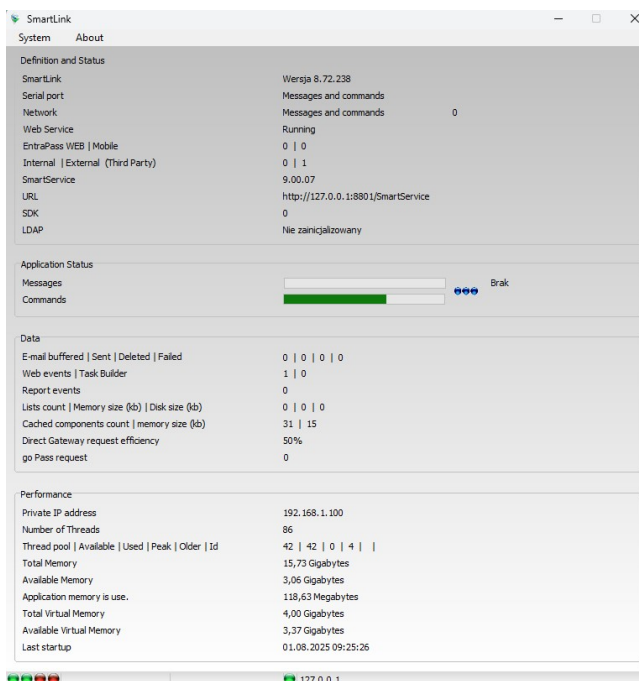 SmartLink
System About
Definition and Status
SmartLink Wersja 8.72.238
Serial port Messages and commands
Network Messages and commands 0
Web Service Running
EntraPass WEB | Mobile 0 | 0
Internal | External (Third Party) 0 | 1
SmartService 9.00.07
URL http://127.0.0.1:8801/SmartService
SDK 0
LDAP Nie zainicjalizowany
Application Status
Messages Brak
Commands
Data
E-mail buffered | Sent | Deleted | Failed 0 | 0 | 0 | 0
Web events | Task Builder 1 | 0
Report events 0
Lists count | Memory size (kb) | Disk size (kb) 0 | 0 | 0
Cached components count | memory size (kb) 31 | 15
Direct Gateway request efficiency 50%
go Pass request 0
Performance
Private IP address 192.168.1.100
Number of Threads 86
Thread pool | Available | Used | Peak | Older | Id 42 | 42 | 0 | 4 | |
Total Memory 15,73 Gigabytes
Available Memory 3,06 Gigabytes
Application memory is use. 118,63 Megabytes
Total Virtual Memory 4,00 Gigabytes
Available Virtual Memory 3,37 Gigabytes
Last startup 01.08.2025 09:25:26
127.0.0.1